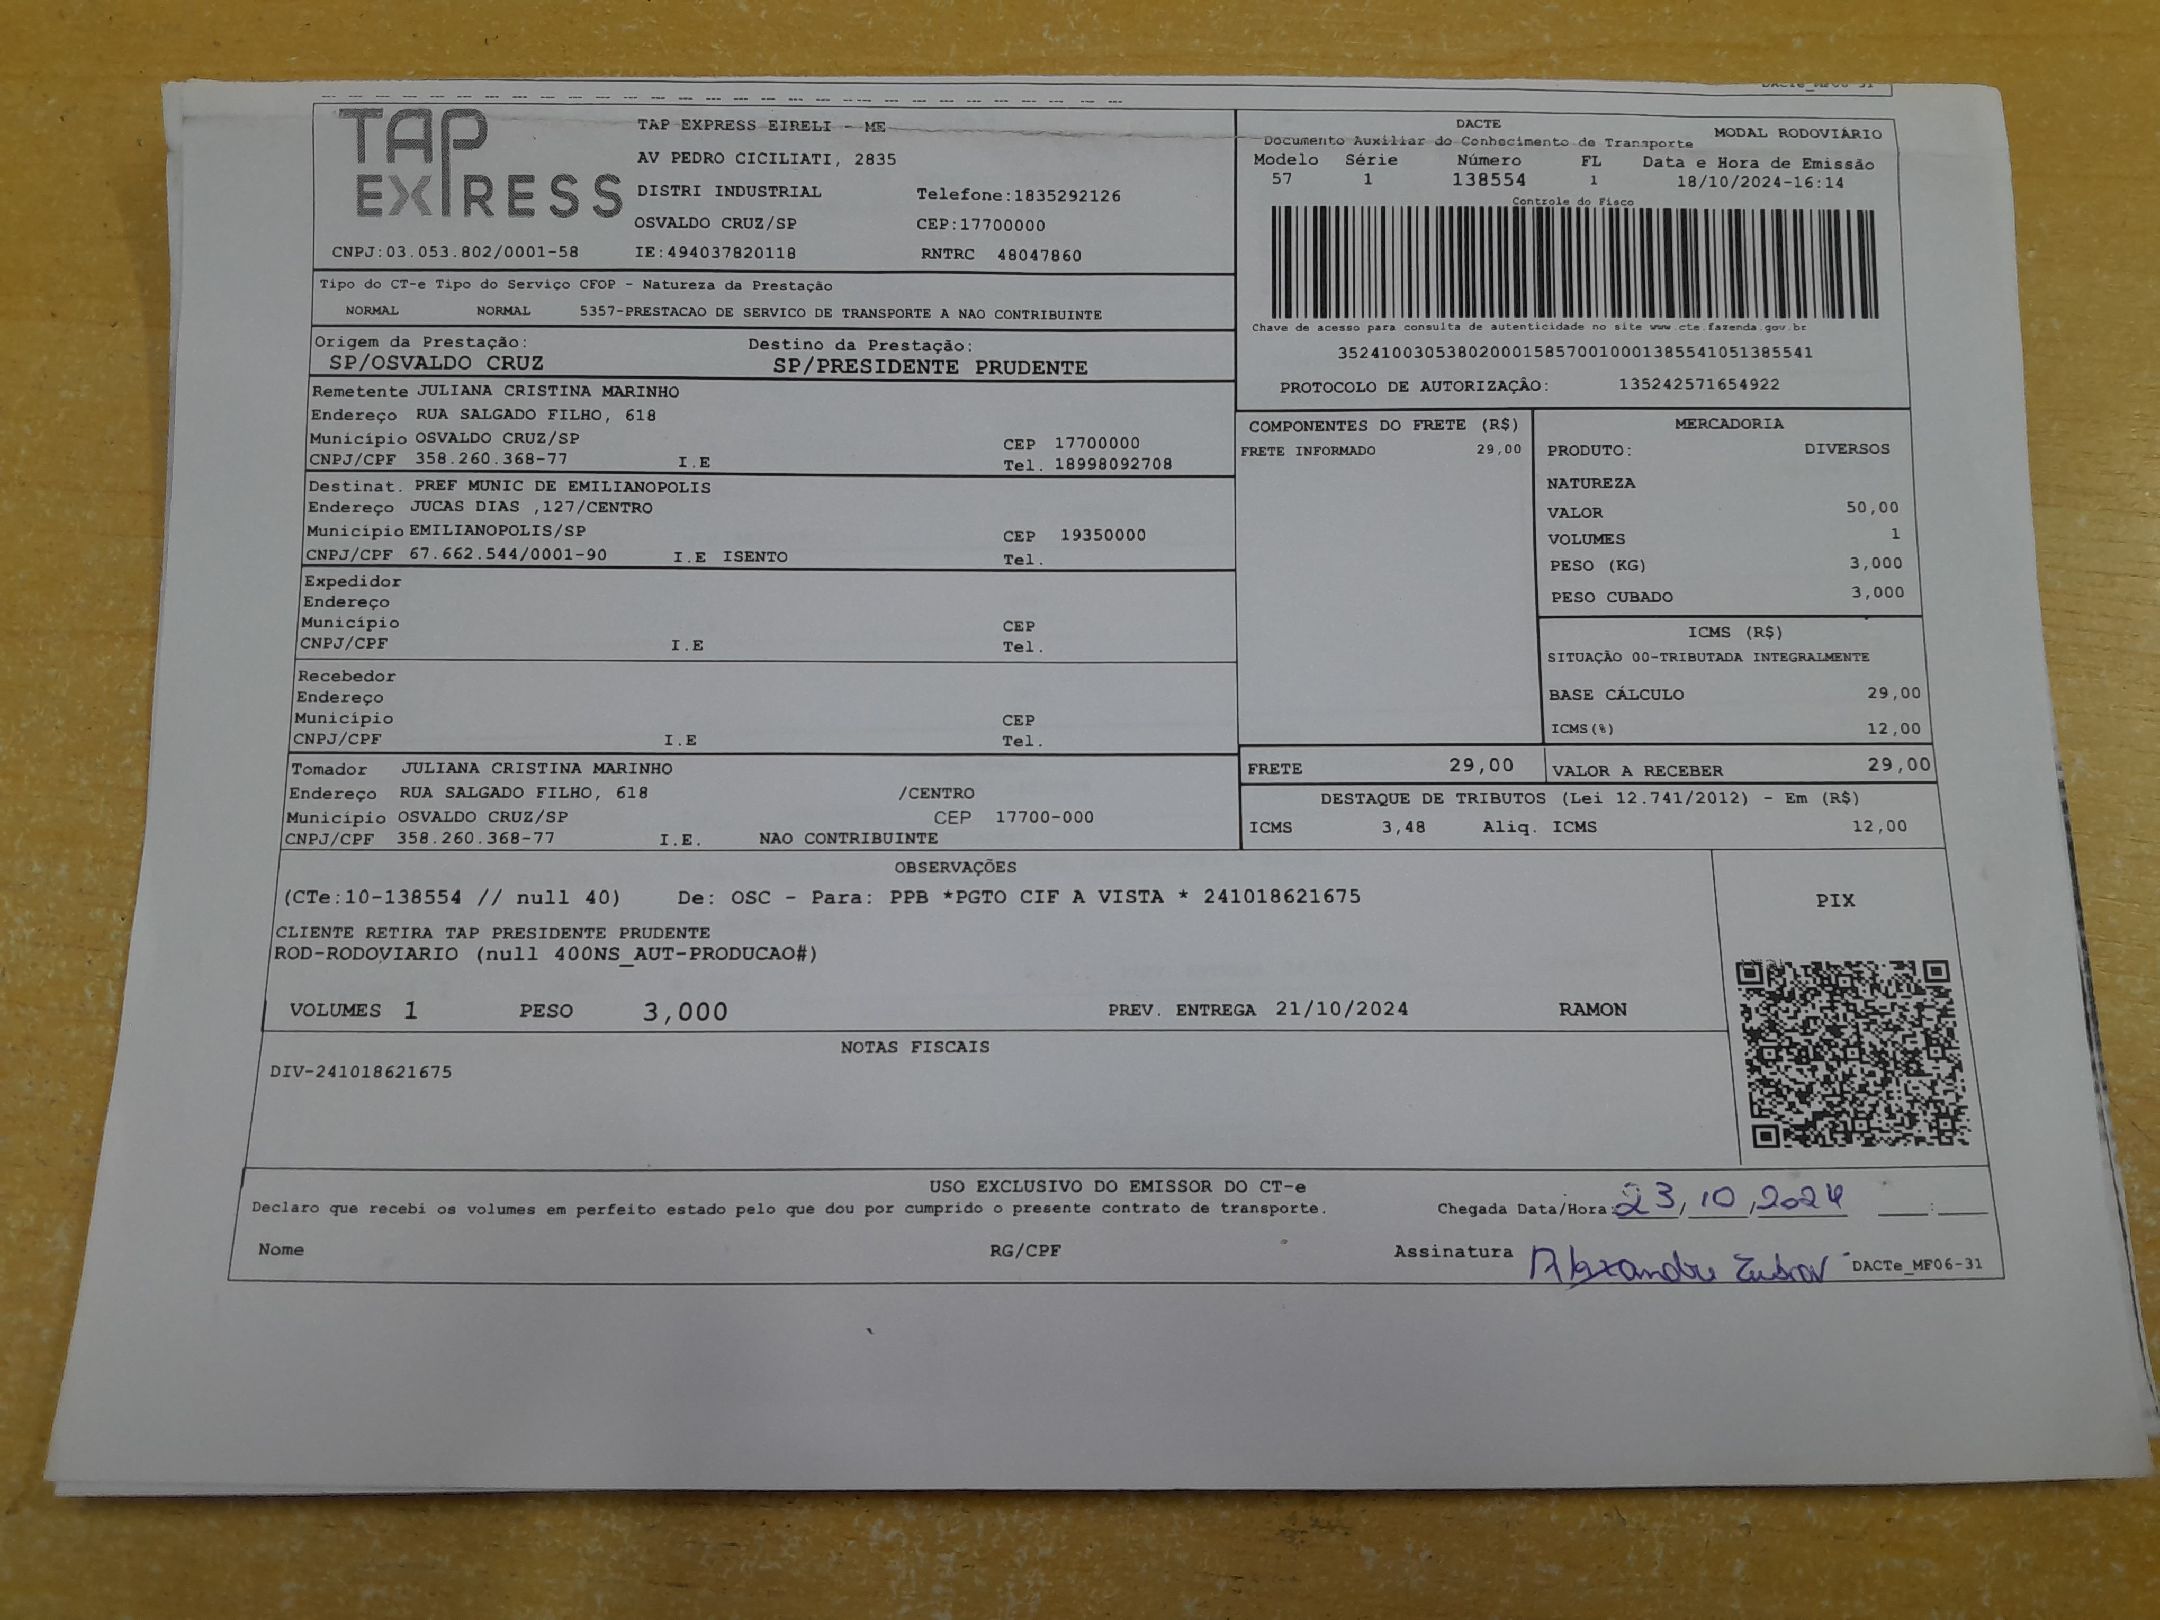 TAP EXPRESS
TAP EXPRESS EIRELI - ME
AV PEDRO CICILIATI, 2835
DISTRI INDUSTRIAL Telefone:1835292126
OSVALDO CRUZ/SP CEP:17700000
CNPJ:03.053.802/0001-58 IE:494037820118 RNTRC 48047860
DACTE
Documento Auxiliar do Conhecimento de Transporte MODAL RODOVIÁRIO
Modelo Série Número FL Data e Hora de Emissão
57 1 138554 1 18/10/2024-16:14
Controle do Fisco
Chave de acesso para consulta de autenticidade no site www.cte.fazenda.gov.br
35241003053802000158570010001385541051385541
PROTOCOLO DE AUTORIZAÇÂO: 135242571654922
Tipo do CT-e Tipo do Serviço CFOP - Natureza da Prestação
NORMAL NORMAL 5357-PRESTACAO DE SERVICO DE TRANSPORTE A NAO CONTRIBUINTE
Origem da Prestação: Destino da Prestação:
SP/OSVALDO CRUZ SP/PRESIDENTE PRUDENTE
Remetente JULIANA CRISTINA MARINHO
Endereço RUA SALGADO FILHO, 618
Município OSVALDO CRUZ/SP CEP 17700000
CNPJ/CPF 358.260.368-77 I.E Tel. 18998092708
Destinat. PREF MUNIC DE EMILIANOPOLIS
Endereço JUCAS DIAS ,127/CENTRO
Município EMILIANOPOLIS/SP CEP 19350000
CNPJ/CPF 67.662.544/0001-90 I.E ISENTO Tel.
Expedidor
Endereço
Município CEP
CNPJ/CPF I.E Tel.
Recebedor
Endereço
Município CEP
CNPJ/CPF I.E Tel.
Tomador JULIANA CRISTINA MARINHO
Endereço RUA SALGADO FILHO, 618 /CENTRO
Município OSVALDO CRUZ/SP CEP 17700-000
CNPJ/CPF 358.260.368-77 I.E. NAO CONTRIBUINTE
COMPONENTES DO FRETE (R$)
FRETE INFORMADO 29,00
MERCADORIA
PRODUTO: DIVERSOS
NATUREZA
VALOR 50,00
VOLUMES 1
PESO (KG) 3,000
PESO CUBADO 3,000
ICMS (R$)
SITUAÇÃO 00-TRIBUTADA INTEGRALMENTE
BASE CÁLCULO 29,00
ICMS(%) 12,00
FRETE 29,00 VALOR A RECEBER 29,00
DESTAQUE DE TRIBUTOS (Lei 12.741/2012) - Em (R$)
ICMS 3,48 Aliq. ICMS 12,00
OBSERVAÇÕES
(CTe:10-138554 // null 40) De: OSC - Para: PPB *PGTO CIF A VISTA * 241018621675
CLIENTE RETIRA TAP PRESIDENTE PRUDENTE
ROD-RODOVIARIO (null 400NS_AUT-PRODUCAO#)
VOLUMES 1 PESO 3,000 PREV. ENTREGA 21/10/2024 RAMON
PIX
NOTAS FISCAIS
DIV-241018621675
USO EXCLUSIVO DO EMISSOR DO CT-e
Declaro que recebi os volumes em perfeito estado pelo que dou por cumprido o presente contrato de transporte. Chegada Data/Hora: 23/10/2024
Nome RG/CPF Assinatura Alexandre DACTe_MF06-31